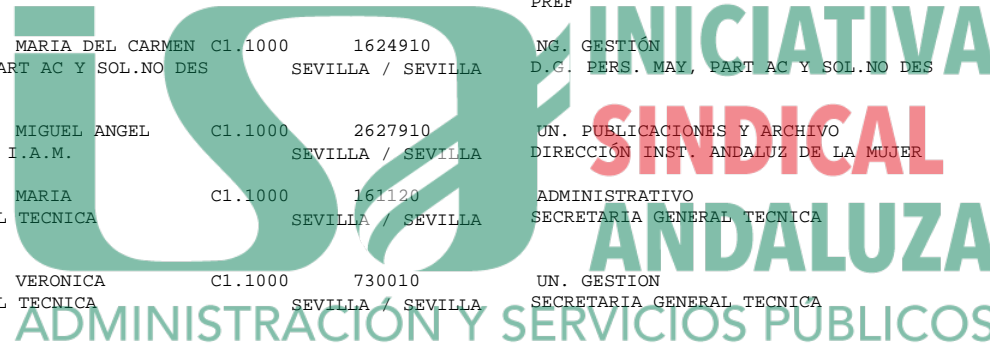 PREF
MARIA DEL CARMEN C1.1000 1624910 NG. GESTIÓN
ART AC Y SOL.NO DES SEVILLA / SEVILLA D.G. PERS. MAY, PART AC Y SOL.NO DES
MIGUEL ANGEL C1.1000 2627910 UN. PUBLICACIONES Y ARCHIVO
I.A.M. SEVILLA / SEVILLA DIRECCIÓN INST. ANDALUZ DE LA MUJER
MARIA C1.1000 161120 ADMINISTRATIVO
L TECNICA SEVILLA / SEVILLA SECRETARIA GENERAL TECNICA
VERONICA C1.1000 730010 UN. GESTION
L TECNICA SEVILLA / SEVILLA SECRETARIA GENERAL TECNICA
isa
INICIATIVA
SINDICAL
ANDALUZA
ADMINISTRACIÓN Y SERVICIOS PÚBLICOS